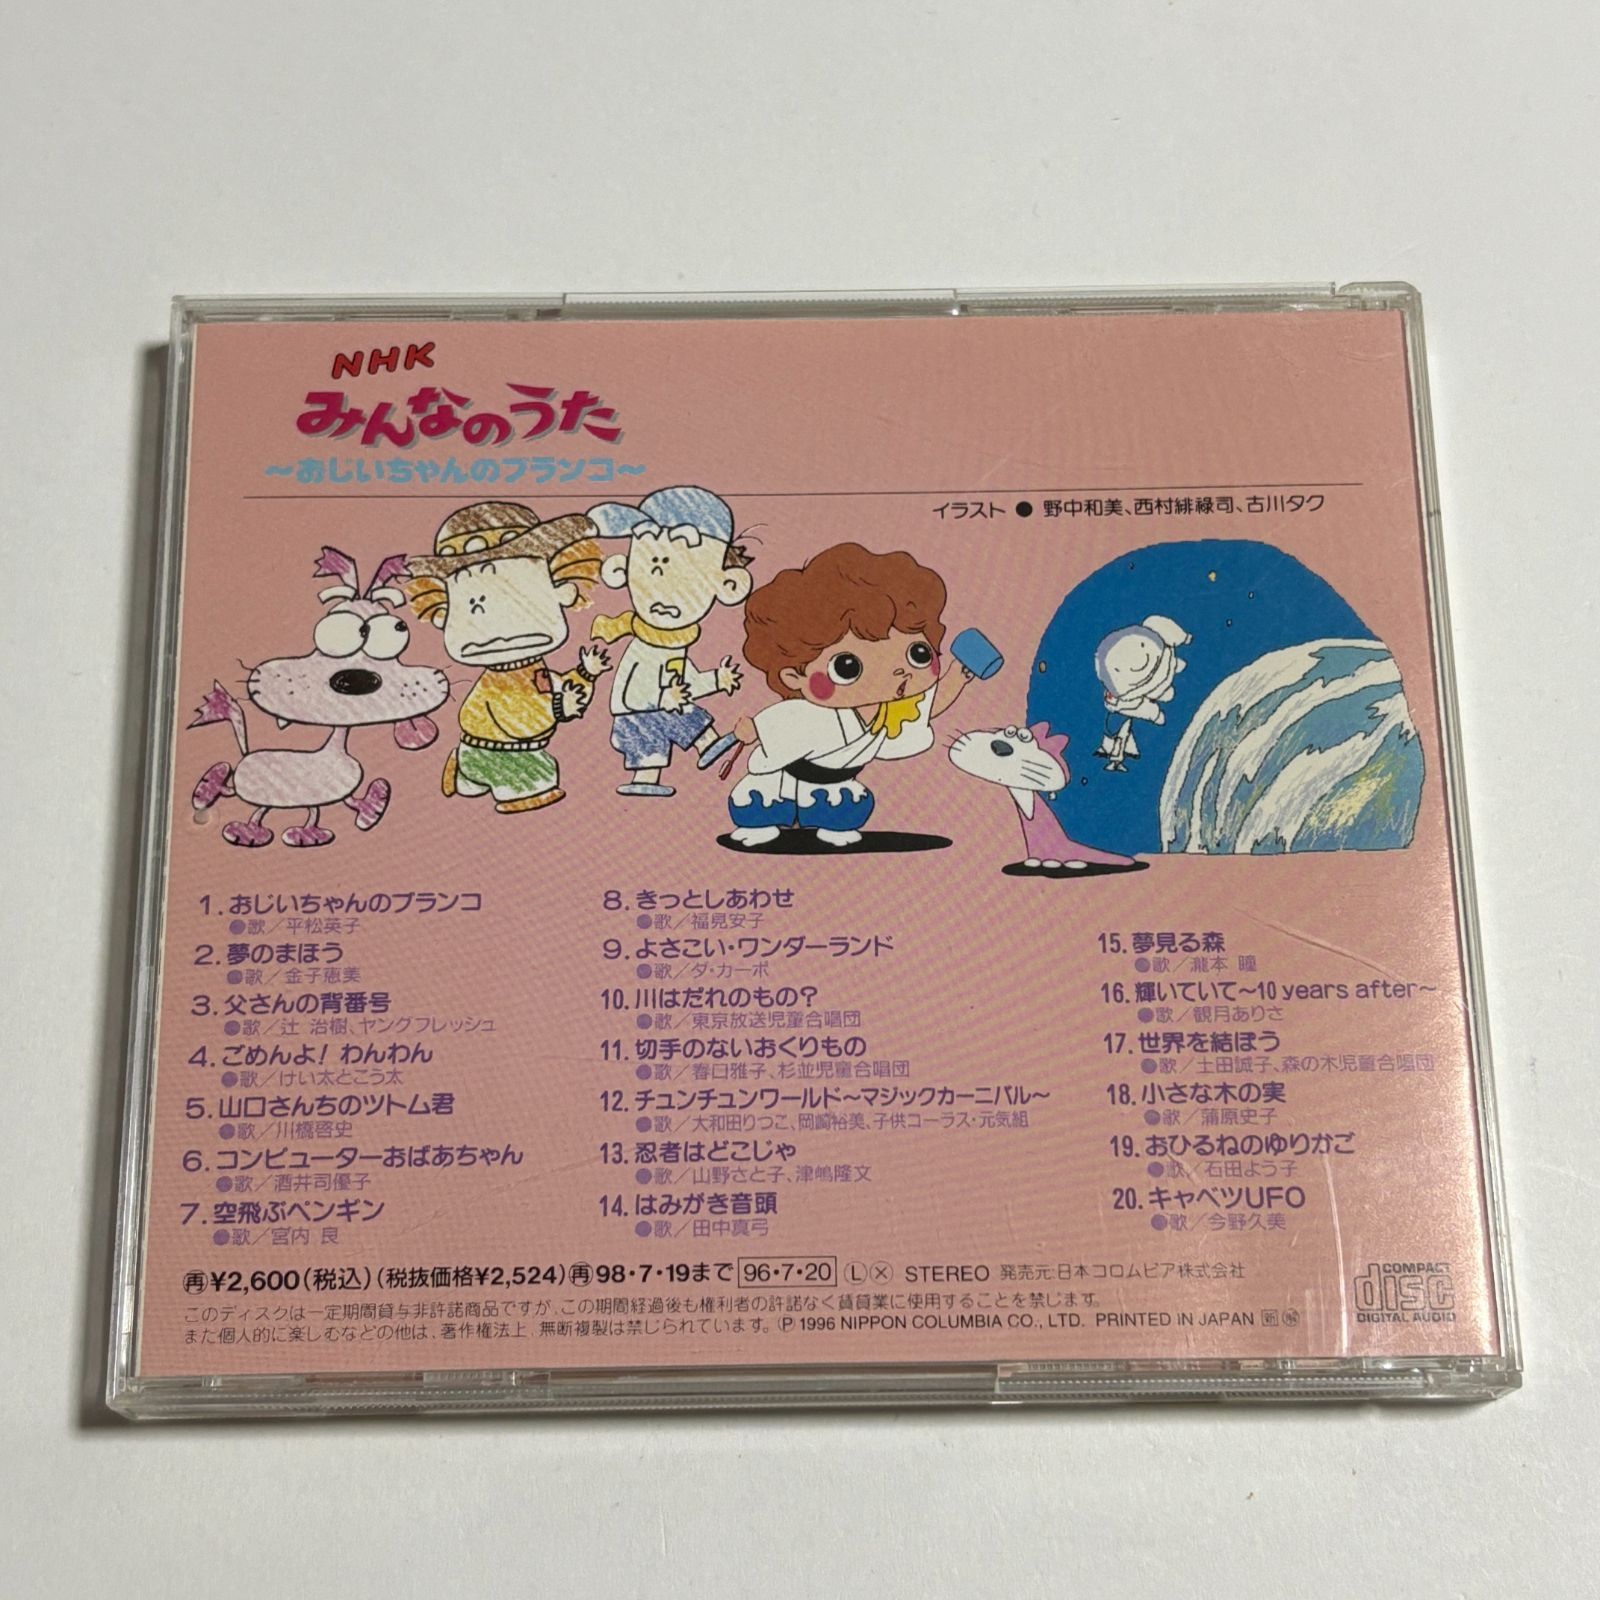 NHK
みんなのうた
～おじいちゃんのブランコ～
イラスト ● 野中和美、西村緋祿司、古川タク
1. おじいちゃんのブランコ
●歌／平松英子
2. 夢のまほう
●歌／金子恵美
3. 父さんの背番号
●歌／辻 治樹、ヤングフレッシュ
4. ごめんよ! わんわん
●歌／けい太とこう太
5. 山口さんちのツトム君
●歌／川橋啓史
6. コンピューターおばあちゃん
●歌／酒井司優子
7. 空飛ぶペンギン
●歌／宮内 良
8. きっとしあわせ
●歌／福見安子
9. よさこい・ワンダーランド
●歌／ダ・カーポ
10. 川はだれのもの?
●歌／東京放送児童合唱団
11. 切手のないおくりもの
●歌／春口雅子、杉並児童合唱団
12. チュンチュンワールド～マジックカーニバル～
●歌／大和田りつこ、岡崎裕美、子供コーラス・元気組
13. 忍者はどこじゃ
●歌／山野さと子、津嶋隆文
14. はみがき音頭
●歌／田中真弓
15. 夢見る森
●歌／瀧本 瞳
16. 輝いていて～10 years after～
●歌／観月ありさ
17. 世界を結ぼう
●歌／土田誠子、森の木児童合唱団
18. 小さな木の実
●歌／蒲原史子
19. おひるねのゆりかご
●歌／石田よう子
20. キャベツUFO
●歌／今野久美
再¥2,600(税込)(税抜価格¥2,524)再98・7・19まで 96・7・20 Ⓛ Ⓧ STEREO 発売元:日本コロムビア株式会社
このディスクは一定期間貸与非許諾商品ですが、この期間経過後も権利者の許諾なく賃貸業に使用することを禁じます。
また個人的に楽しむなどの他は、著作権法上、無断複製は禁じられています。Ⓟ 1996 NIPPON COLUMBIA CO., LTD. PRINTED IN JAPAN
COMPACT
disc
DIGITAL AUDIO